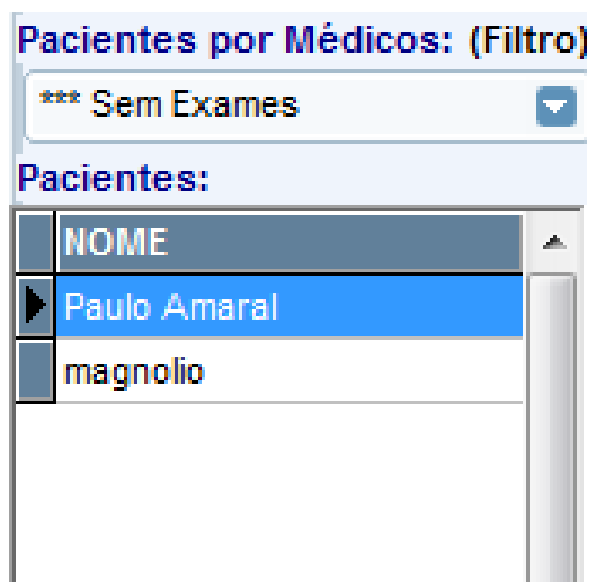 Pacientes por Médicos: (Filtro)
*** Sem Exames
Pacientes:
NOME
Paulo Amaral
magnolio